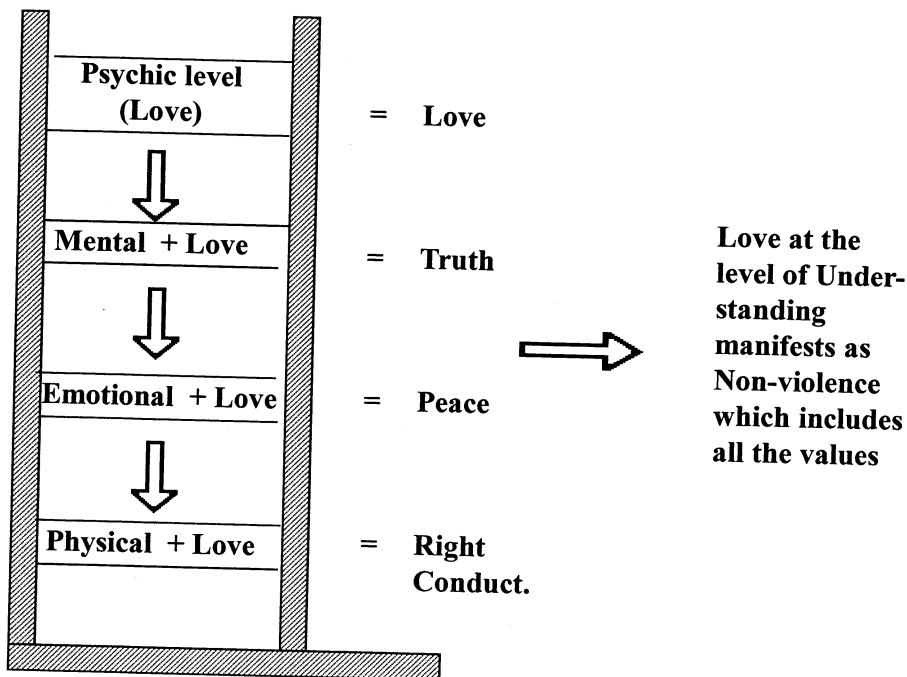 Psychic level
(Love)
= Love
Mental + Love
= Truth
Emotional + Love
= Peace
Physical + Love
= Right
Conduct.
Love at the
level of Under-
standing
manifests as
Non-violence
which includes
all the values